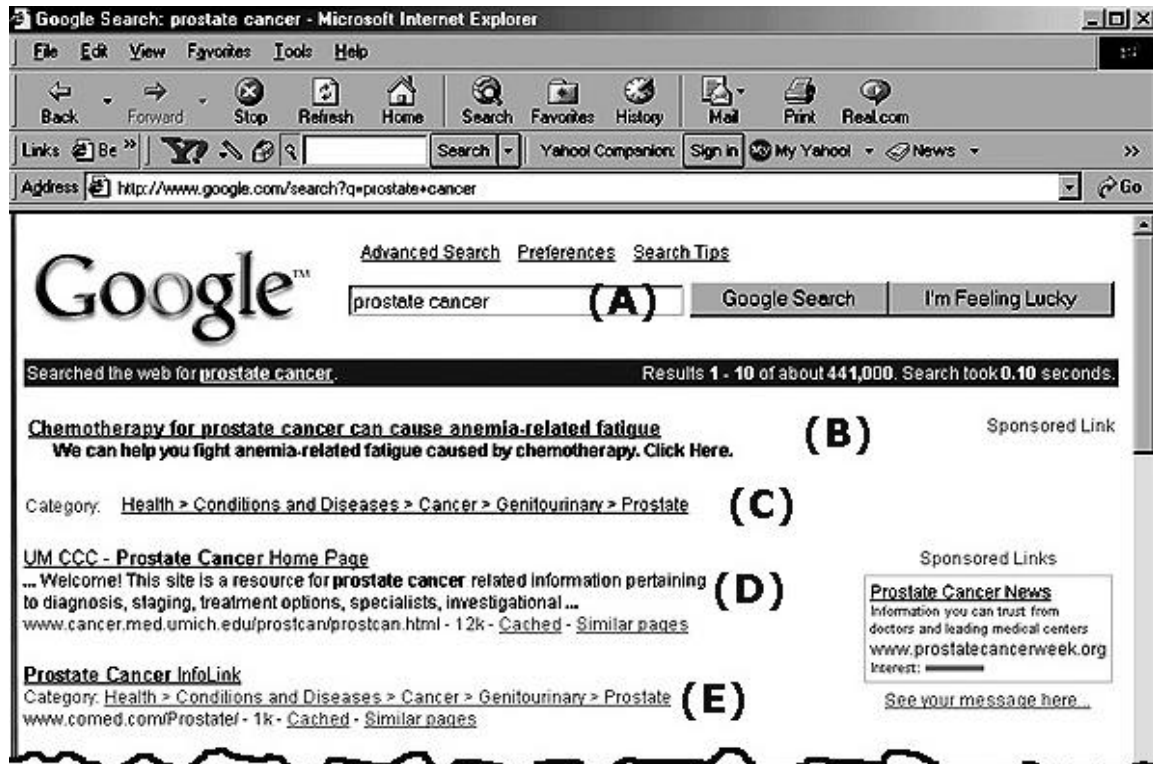 Google Search: prostate cancer - Microsoft Internet Explorer
File Edit View Favorites Tools Help
Back Forward Stop Refresh Home Search Favorites History Mail Print Real.com
Links Be » Y? Search Yahoo! Companion: Sign in My Yahoo! News »
Address http://www.google.com/search?q=prostate+cancer Go
Advanced Search Preferences Search Tips
Google™ prostate cancer (A) Google Search I'm Feeling Lucky
Searched the web for prostate cancer. Results 1 - 10 of about 441,000. Search took 0.10 seconds.
Chemotherapy for prostate cancer can cause anemia-related fatigue (B) Sponsored Link
We can help you fight anemia-related fatigue caused by chemotherapy. Click Here.
Category: Health > Conditions and Diseases > Cancer > Genitourinary > Prostate (C)
UM CCC - Prostate Cancer Home Page
... Welcome! This site is a resource for prostate cancer related information pertaining (D)
to diagnosis, staging, treatment options, specialists, investigational ...
www.cancer.med.umich.edu/prostcan/prostcan.html - 12k - Cached - Similar pages
Prostate Cancer InfoLink
Category: Health > Conditions and Diseases > Cancer > Genitourinary > Prostate (E)
www.comed.com/Prostate/ - 1k - Cached - Similar pages
Sponsored Links
Prostate Cancer News
Information you can trust from
doctors and leading medical centers
www.prostatecancerweek.org
Interest:
See your message here...